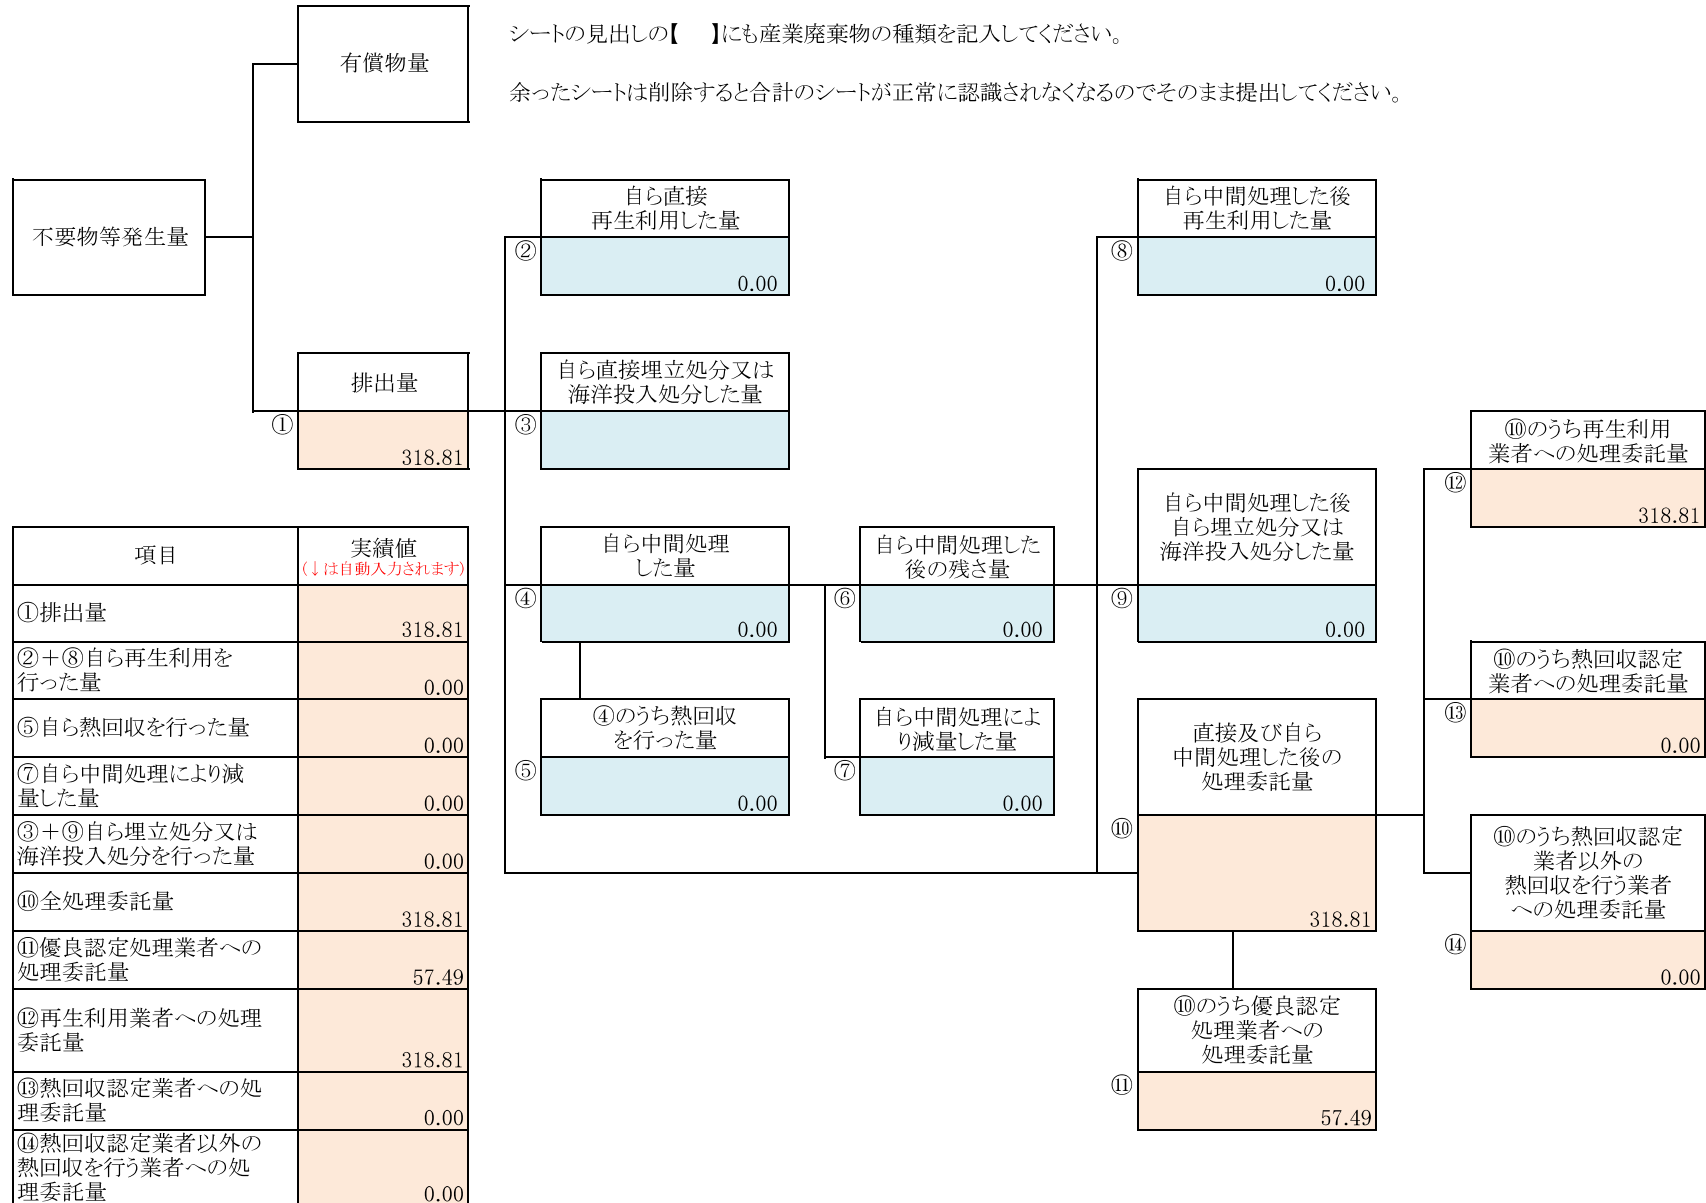 シートの見出しの【　】にも産業廃棄物の種類を記入してください。
有償物量
余ったシートは削除すると合計のシートが正常に認識されなくなるのでそのまま提出してください。
不要物等発生量
自ら直接
再生利用した量
②
0.00
自ら中間処理した後
再生利用した量
⑧
0.00
排出量
①
318.81
自ら直接埋立処分又は
海洋投入処分した量
③
⑩のうち再生利用
業者への処理委託量
⑫
318.81
自ら中間処理
した量
④
0.00
自ら中間処理した
後の残さ量
⑥
0.00
自ら中間処理した後
自ら埋立処分又は
海洋投入処分した量
⑨
0.00
⑩のうち熱回収認定
業者への処理委託量
⑬
0.00
④のうち熱回収
を行った量
⑤
0.00
自ら中間処理によ
り減量した量
⑦
0.00
直接及び自ら
中間処理した後の
処理委託量
⑩
318.81
⑩のうち熱回収認定
業者以外の
熱回収を行う業者
への処理委託量
⑭
0.00
⑩のうち優良認定
処理業者への
処理委託量
⑪
57.49
項目
実績値
(↓は自動入力されます)
①排出量
318.81
②＋⑧自ら再生利用を
行った量
0.00
⑤自ら熱回収を行った量
0.00
⑦自ら中間処理により減
量した量
0.00
③＋⑨自ら埋立処分又は
海洋投入処分を行った量
0.00
⑩全処理委託量
318.81
⑪優良認定処理業者への
処理委託量
57.49
⑫再生利用業者への処理
委託量
318.81
⑬熱回収認定業者への処
理委託量
0.00
⑭熱回収認定業者以外の
熱回収を行う業者への処
理委託量
0.00